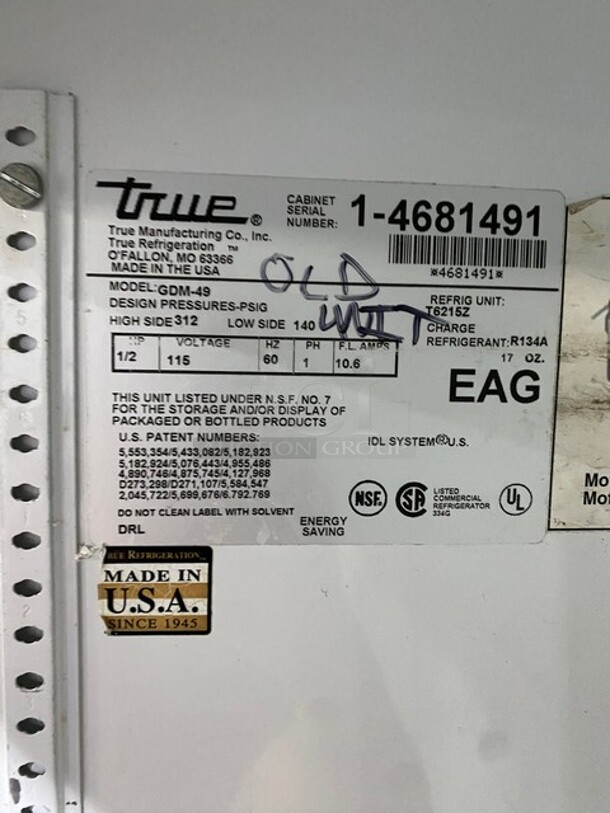 true®
True Manufacturing Co., Inc.
True Refrigeration ™
O'FALLON, MO 63366
MADE IN THE USA
CABINET SERIAL NUMBER: 1-4681491
*4681491*
MODEL: GDM-49
OLD UNIT
DESIGN PRESSURES-PSIG
HIGH SIDE 312 LOW SIDE 140
REFRIG UNIT:
T6215Z
CHARGE
REFRIGERANT: R134A
17 OZ.
HP VOLTAGE HZ PH F.L. AMPS
1/2 115 60 1 10.6
EAG
THIS UNIT LISTED UNDER N.S.F. NO. 7
FOR THE STORAGE AND/OR DISPLAY OF
PACKAGED OR BOTTLED PRODUCTS
U.S. PATENT NUMBERS:
5,553,354/5,433,082/5,182,923
5,182,924/5,076,443/4,955,486
4,890,746/4,875,745/4,127,968
D273,298/D271,107/5,584,547
2,045,722/5,699,676/6.792.769
IDL SYSTEM® U.S.
DO NOT CLEAN LABEL WITH SOLVENT
DRL
ENERGY
SAVING
NSF.
SA
LISTED
COMMERCIAL
REFRIGERATOR
334G
UL
TRUE REFRIGERATION™
MADE IN
U.S.A.
SINCE 1945
Mo
Mot